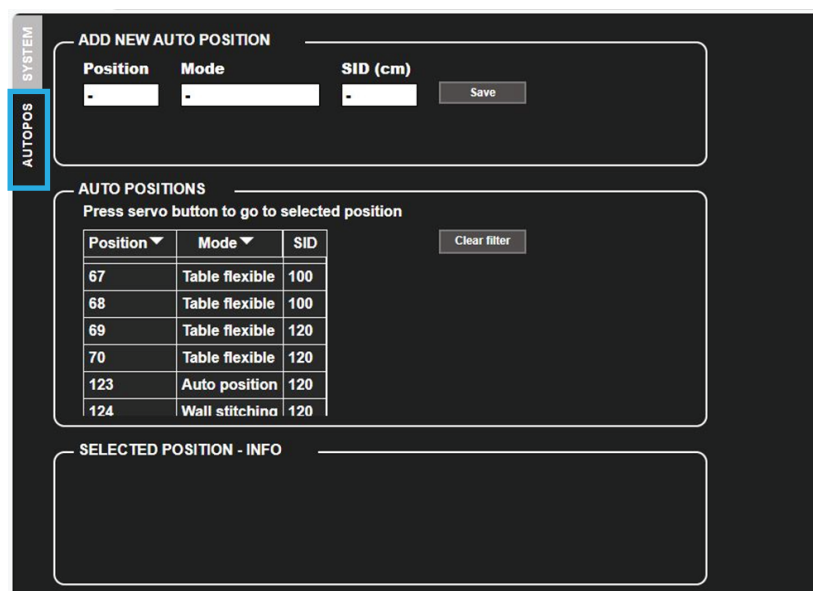 SYSTEM
AUTOPOS
ADD NEW AUTO POSITION
Position Mode SID (cm)
- - - Save
AUTO POSITIONS
Press servo button to go to selected position
Position Mode SID Clear filter
67 Table flexible 100
68 Table flexible 100
69 Table flexible 120
70 Table flexible 120
123 Auto position 120
124 Wall stitching 120
SELECTED POSITION - INFO